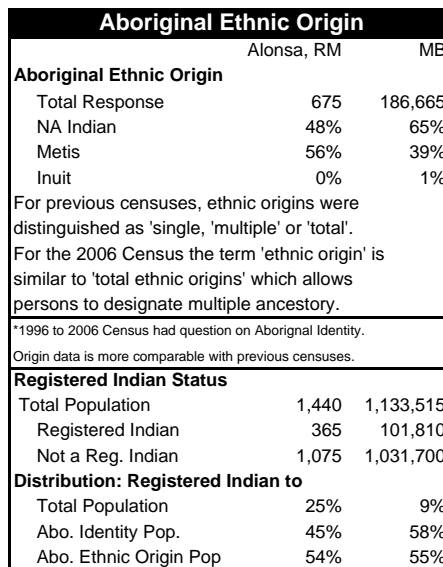 Aboriginal Ethnic Origin
Alonsa, RM MB
Aboriginal Ethnic Origin
Total Response 675 186,665
NA Indian 48% 65%
Metis 56% 39%
Inuit 0% 1%
For previous censuses, ethnic origins were
distinguished as 'single, 'multiple' or 'total'.
For the 2006 Census the term 'ethnic origin' is
similar to 'total ethnic origins' which allows
persons to designate multiple ancestory.
*1996 to 2006 Census had question on Aborignal Identity.
Origin data is more comparable with previous censuses.
Registered Indian Status
Total Population 1,440 1,133,515
Registered Indian 365 101,810
Not a Reg. Indian 1,075 1,031,700
Distribution: Registered Indian to
Total Population 25% 9%
Abo. Identity Pop. 45% 58%
Abo. Ethnic Origin Pop 54% 55%